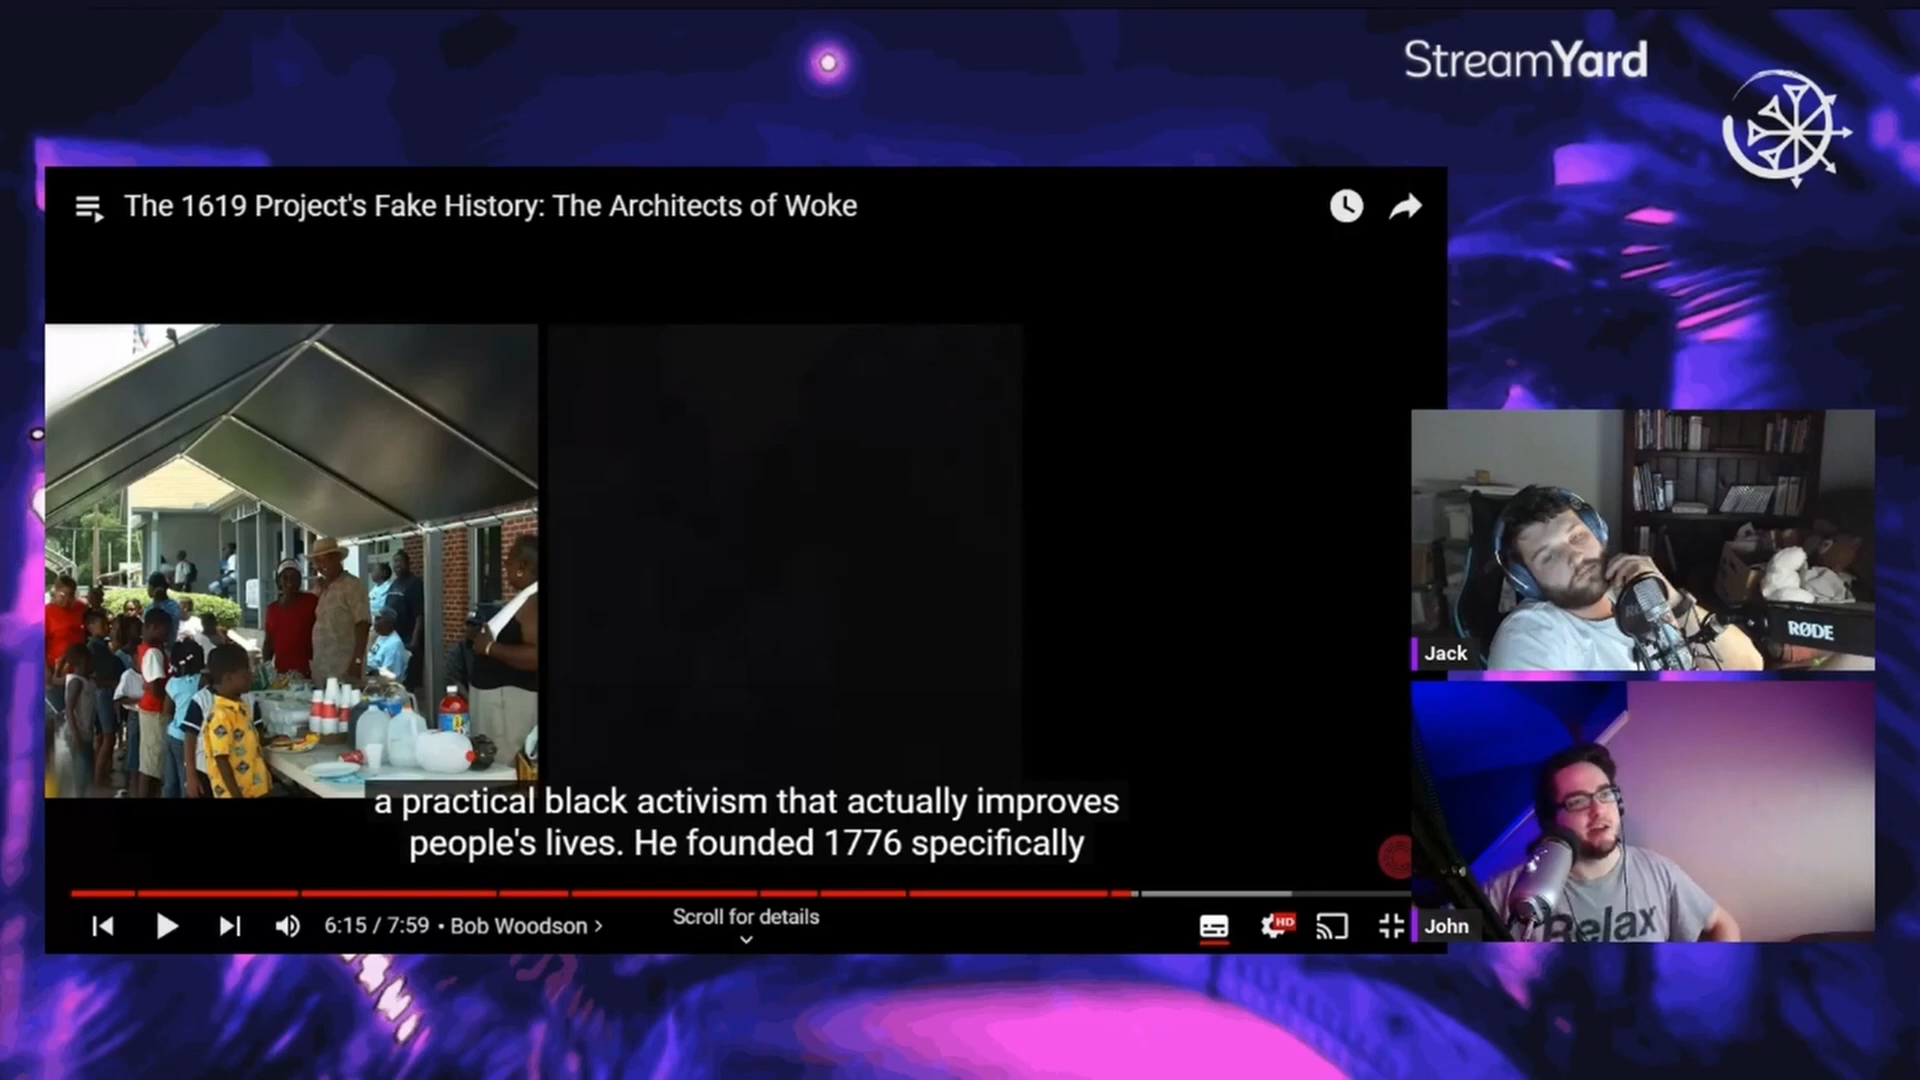 StreamYard
The 1619 Project's Fake History: The Architects of Woke
a practical black activism that actually improves
people's lives. He founded 1776 specifically
6:15 / 7:59 • Bob Woodson >
Scroll for details
HD
RØDE
Jack
Relax
John